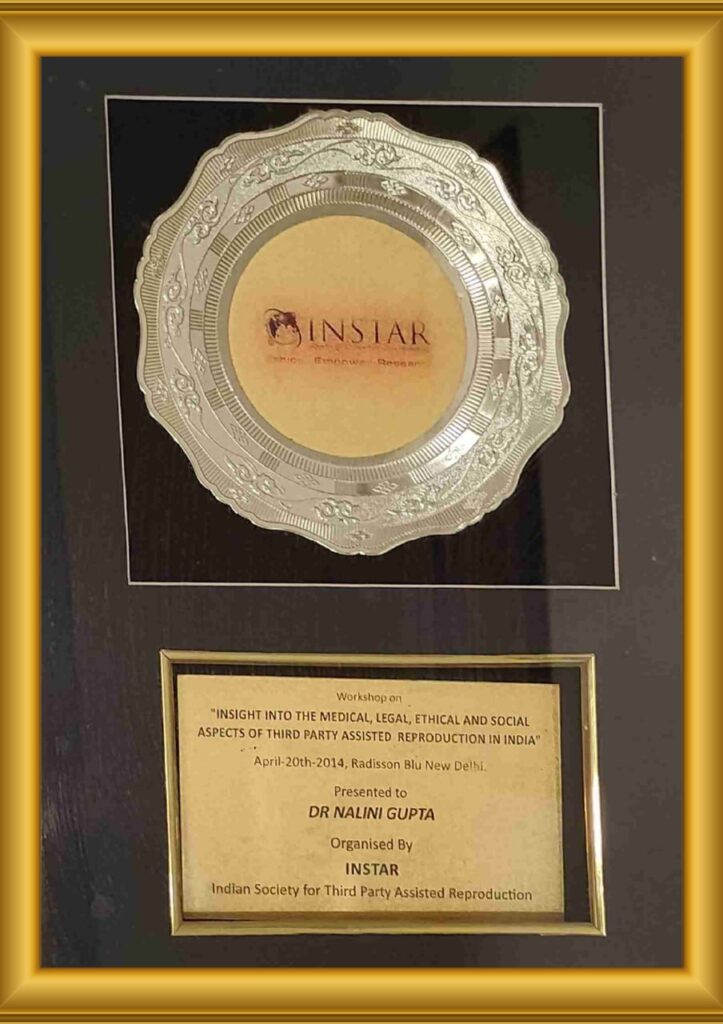 INSTAR
Empower
Workshop on
"INSIGHT INTO THE MEDICAL, LEGAL, ETHICAL AND SOCIAL
ASPECTS OF THIRD PARTY ASSISTED REPRODUCTION IN INDIA"
April-20th-2014, Radisson Blu New Delhi.
Presented to
DR NALINI GUPTA
Organised By
INSTAR
Indian Society for Third Party Assisted Reproduction